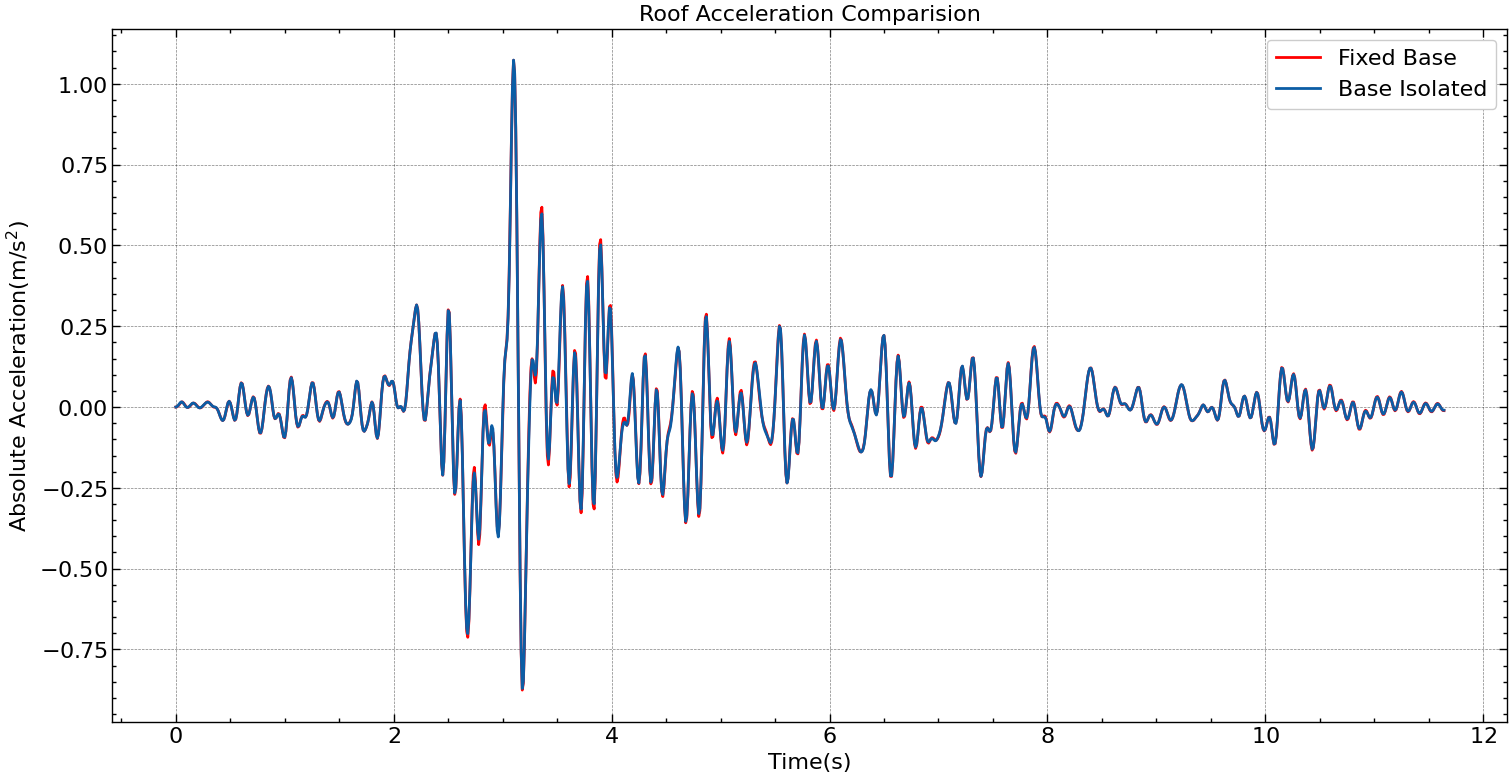 Roof Acceleration Comparision
Fixed Base
Base Isolated
Absolute Acceleration(m/s²)
1.00
0.75
0.50
0.25
0.00
−0.25
−0.50
−0.75
0 2 4 6 8 10 12
Time(s)